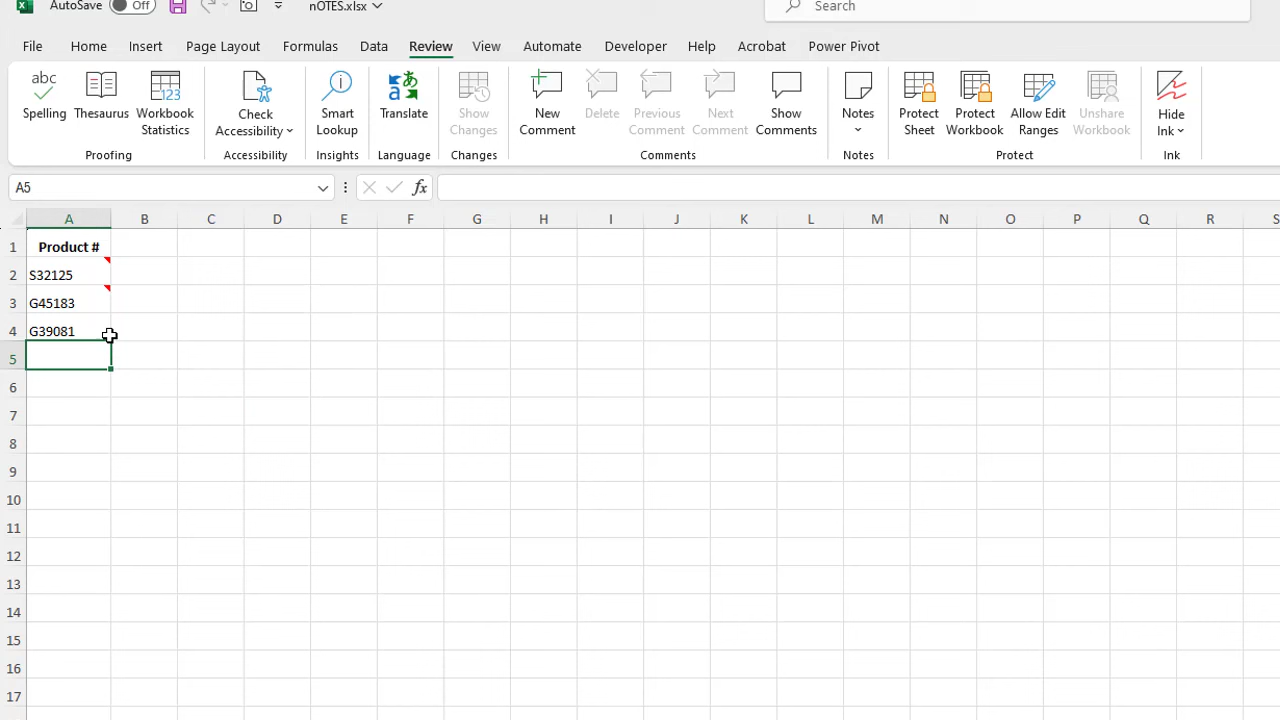 AutoSave Off nOTES.xlsx Search
File Home Insert Page Layout Formulas Data Review View Automate Developer Help Acrobat Power Pivot
abc
Spelling Thesaurus Workbook Statistics Check Accessibility Smart Lookup Translate Show Changes New Comment Delete Previous Comment Next Comment Show Comments Notes Protect Sheet Protect Workbook Allow Edit Ranges Unshare Workbook Hide Ink
Proofing Accessibility Insights Language Changes Comments Notes Protect Ink
A5 fx
A B C D E F G H I J K L M N O P Q R S
1 Product #
2 S32125
3 G45183
4 G39081
5
6
7
8
9
10
11
12
13
14
15
16
17